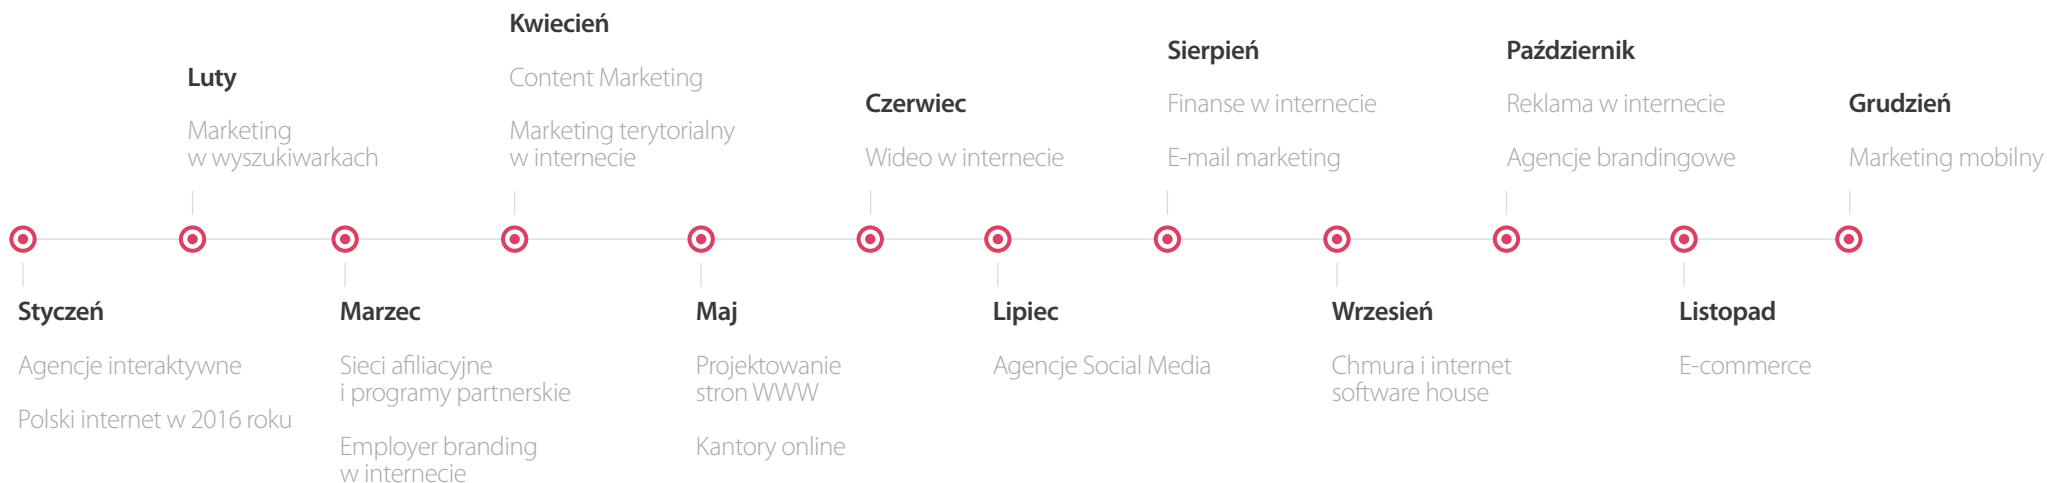 Styczeń
Agencje interaktywne
Polski internet w 2016 roku
Luty
Marketing
w wyszukiwarkach
Marzec
Sieci afiliacyjne
i programy partnerskie
Employer branding
w internecie
Kwiecień
Content Marketing
Marketing terytorialny
w internecie
Maj
Projektowanie
stron WWW
Kantory online
Czerwiec
Wideo w internecie
Lipiec
Agencje Social Media
Sierpień
Finanse w internecie
E-mail marketing
Wrzesień
Chmura i internet
software house
Październik
Reklama w internecie
Agencje brandingowe
Listopad
E-commerce
Grudzień
Marketing mobilny